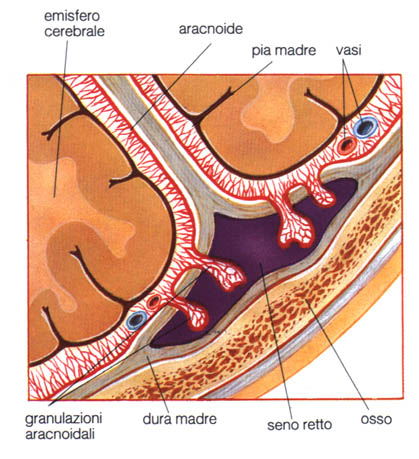 emisfero
cerebrale
aracnoide
pia madre
vasi
granulazioni
aracnoidali
dura madre
seno retto
osso